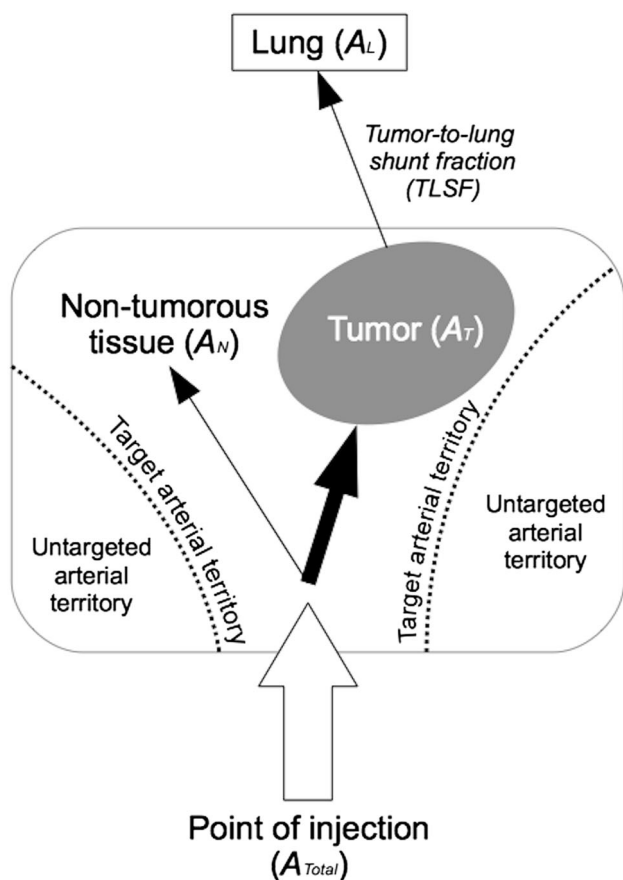 Lung (AL)
Tumor-to-lung
shunt fraction
(TLSF)
Non-tumorous
tissue (AN)
Tumor (AT)
Target arterial territory
Target arterial territory
Untargeted
arterial
territory
Untargeted
arterial
territory
Point of injection
(ATotal)